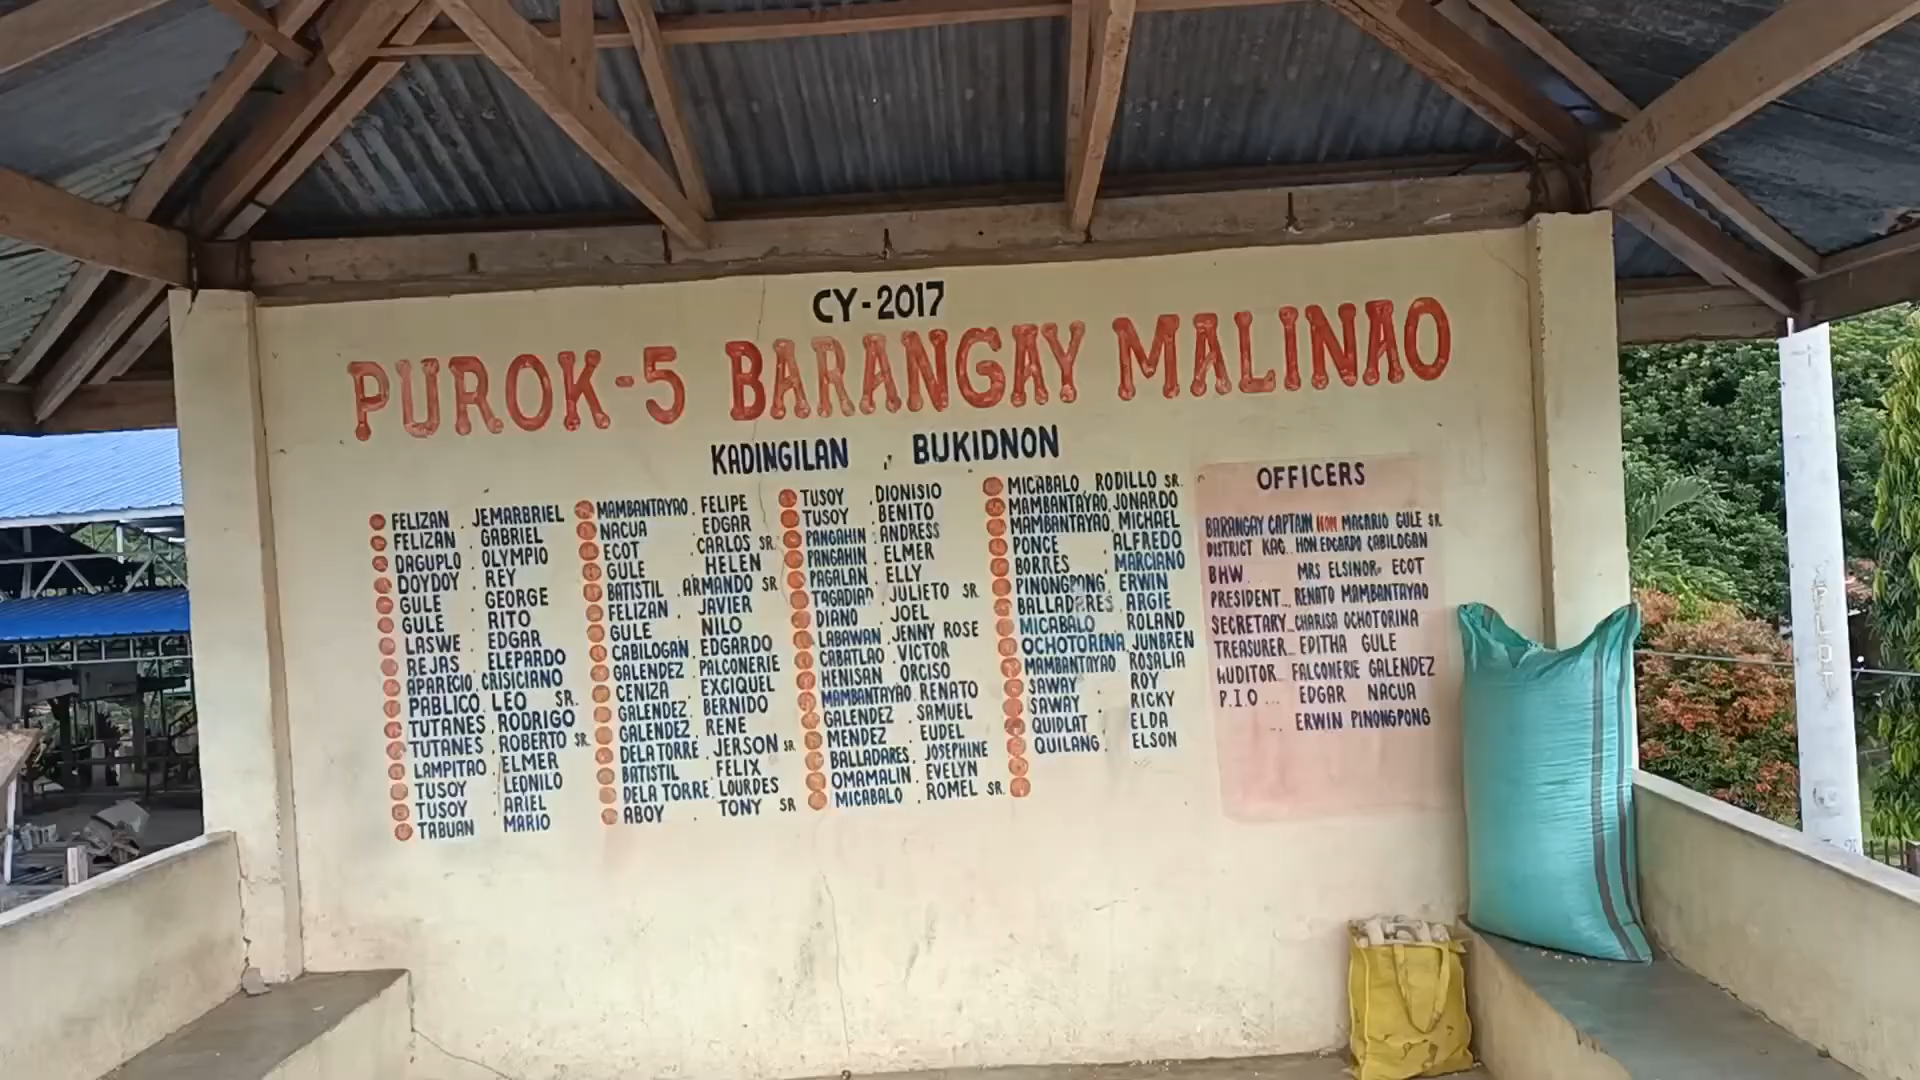 CY-2017
PUROK-5 BARANGAY MALINAO
KADINGILAN , BUKIDNON
FELIZAN . JEMARBRIEL
FELIZAN . GABRIEL
DAGUPLO . OLYMPIO
DOYDOY . REY
GULE . GEORGE
GULE . RITO
LASWE . EDGAR
REJAS . ELEPARDO
APARECIO . CRISICIANO
PABLICO . LEO SR.
TUTANES . RODRIGO
TUTANES . ROBERTO SR.
LAMPITAO . ELMER
TUSOY . LEONILO
TUSOY . ARIEL
TABUAN MARIO
MAMBANTAYAO . FELIPE
NACUA . EDGAR
ECOT . CARLOS SR.
GULE . HELEN
BATISTIL . ARMANDO SR
FELIZAN . JAVIER
GULE . NILO
CABILOGAN . EDGARDO
GALENDEZ . PALCONERIE
CENIZA . EXCIQUEL
GALENDEZ . BERNIDO
GALENDEZ . RENE
DELA TORRE . JERSON SR.
BATISTIL . FELIX
DELA TORRE . LOURDES
ABOY . TONY SR
TUSOY . DIONISIO
TUSOY . BENITO
PANGAHIN . ANDRESS
PANGAHIN . ELMER
PAGALAN . ELLY
TAGADIAD . JULIETO SR.
DIANO . JOEL
LABAWAN . JENNY ROSE
CABATLAO . VICTOR
HENISAN . ORCISO
MAMBANTAYAO . RENATO
GALENDEZ . SAMUEL
MENDEZ . EUDEL
BALLADARES . JOSEPHINE
OMAMALIN . EVELYN
MICABALO . ROMEL SR.
MICABALO RODILLO SR.
MAMBANTAYAO . JONARDO
MAMBANTAYAO . MICHAEL
PONCE . ALFREDO
BORRES . MARCIANO
PINONGPONG . ERWIN
BALLADARES . ARGIE
MICABALO . ROLAND
OCHOTORENA . JUNBREN
MAMBANTAYAO . ROSALIA
SAWAY . ROY
SAWAY . RICKY
QUIDLAT . ELDA
QUILANG . ELSON
OFFICERS
BARANGAY CAPTAIN HON MACARIO GULE SR.
DISTRICT KAG.. HON EDGARDO CABILOGAN
BHW MRS ELSINOR. ECOT
PRESIDENT... RENATO MAMBANTAYAO
SECRETARY... CHARISA OCHOTORINA
TREASURER... EDITHA GULE
AUDITOR... FALCONERIE GALENDEZ
P.I.O ... EDGAR NACUA
... ERWIN PINONGPONG